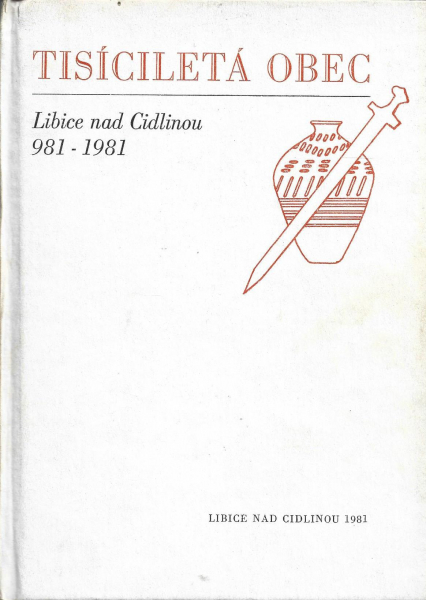 TISÍCILETÁ OBEC
Libice nad Cidlinou
981 - 1981
LIBICE NAD CIDLINOU 1981